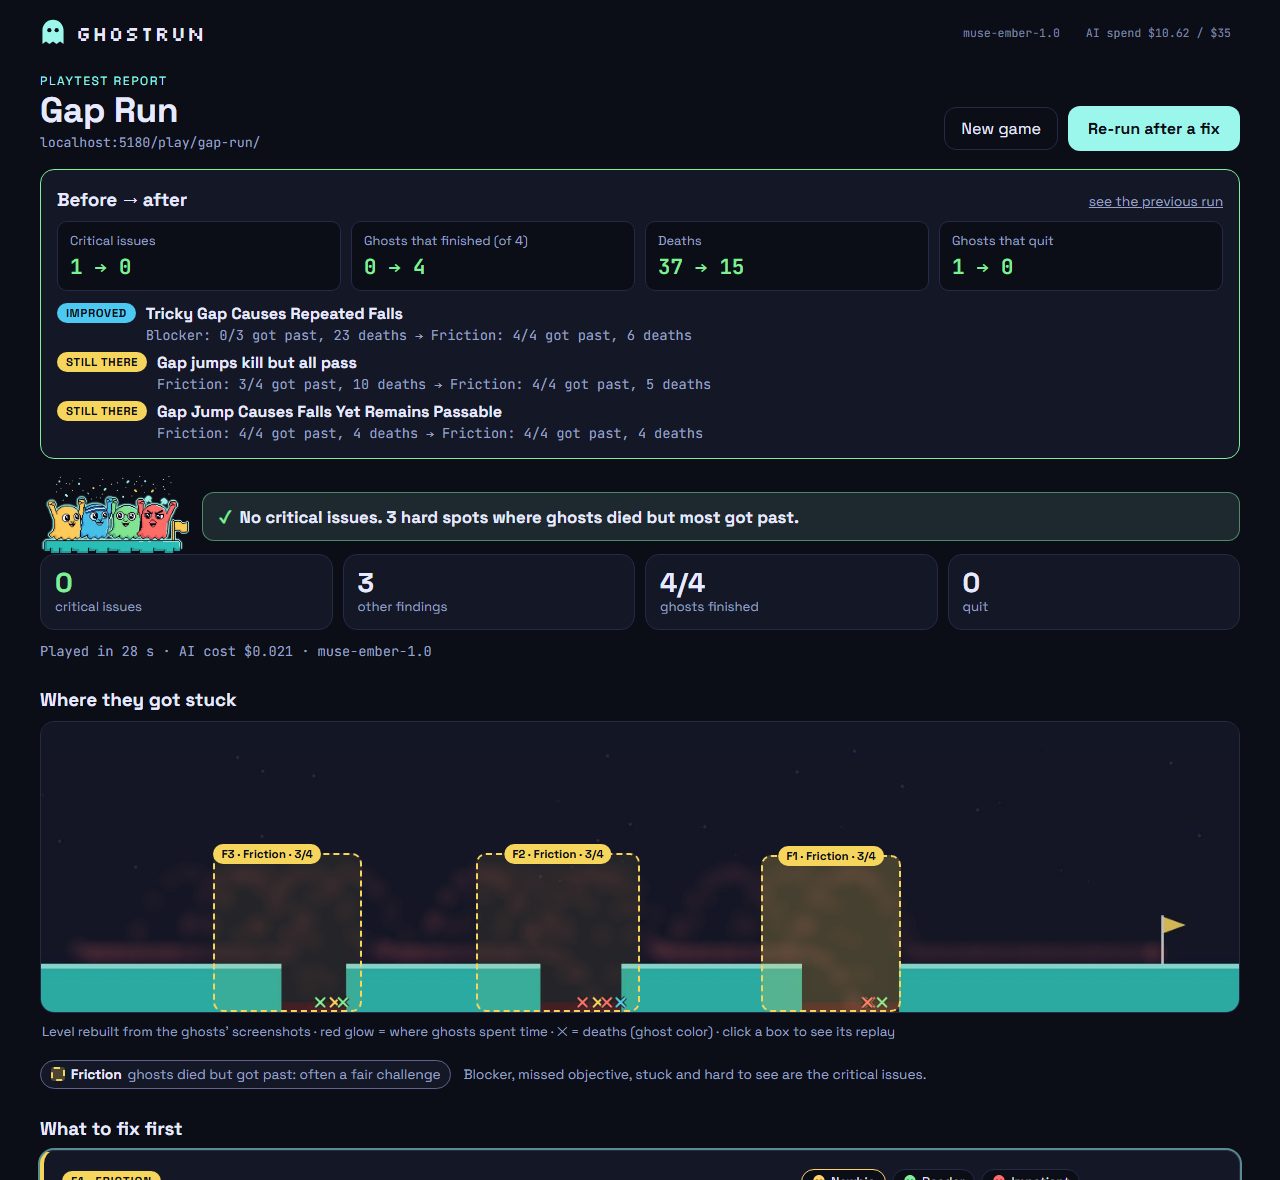 GHOSTRUN
muse-ember-1.0 AI spend $10.62 / $35
PLAYTEST REPORT
Gap Run
localhost:5180/play/gap-run/
New game
Re-run after a fix
Before → after
see the previous run
Critical issues
1 → 0
Ghosts that finished (of 4)
0 → 4
Deaths
37 → 15
Ghosts that quit
1 → 0
IMPROVED Tricky Gap Causes Repeated Falls
Blocker: 0/3 got past, 23 deaths → Friction: 4/4 got past, 6 deaths
STILL THERE Gap jumps kill but all pass
Friction: 3/4 got past, 10 deaths → Friction: 4/4 got past, 5 deaths
STILL THERE Gap Jump Causes Falls Yet Remains Passable
Friction: 4/4 got past, 4 deaths → Friction: 4/4 got past, 4 deaths
✓ No critical issues. 3 hard spots where ghosts died but most got past.
0
critical issues
3
other findings
4/4
ghosts finished
0
quit
Played in 28 s · AI cost $0.021 · muse-ember-1.0
Where they got stuck
F3 · Friction · 3/4
F2 · Friction · 3/4
F1 · Friction · 3/4
Level rebuilt from the ghosts' screenshots · red glow = where ghosts spent time · ✕ = deaths (ghost color) · click a box to see its replay
Friction ghosts died but got past: often a fair challenge
Blocker, missed objective, stuck and hard to see are the critical issues.
What to fix first
F1 · FRICTION
Newbie
Reader
Impatient